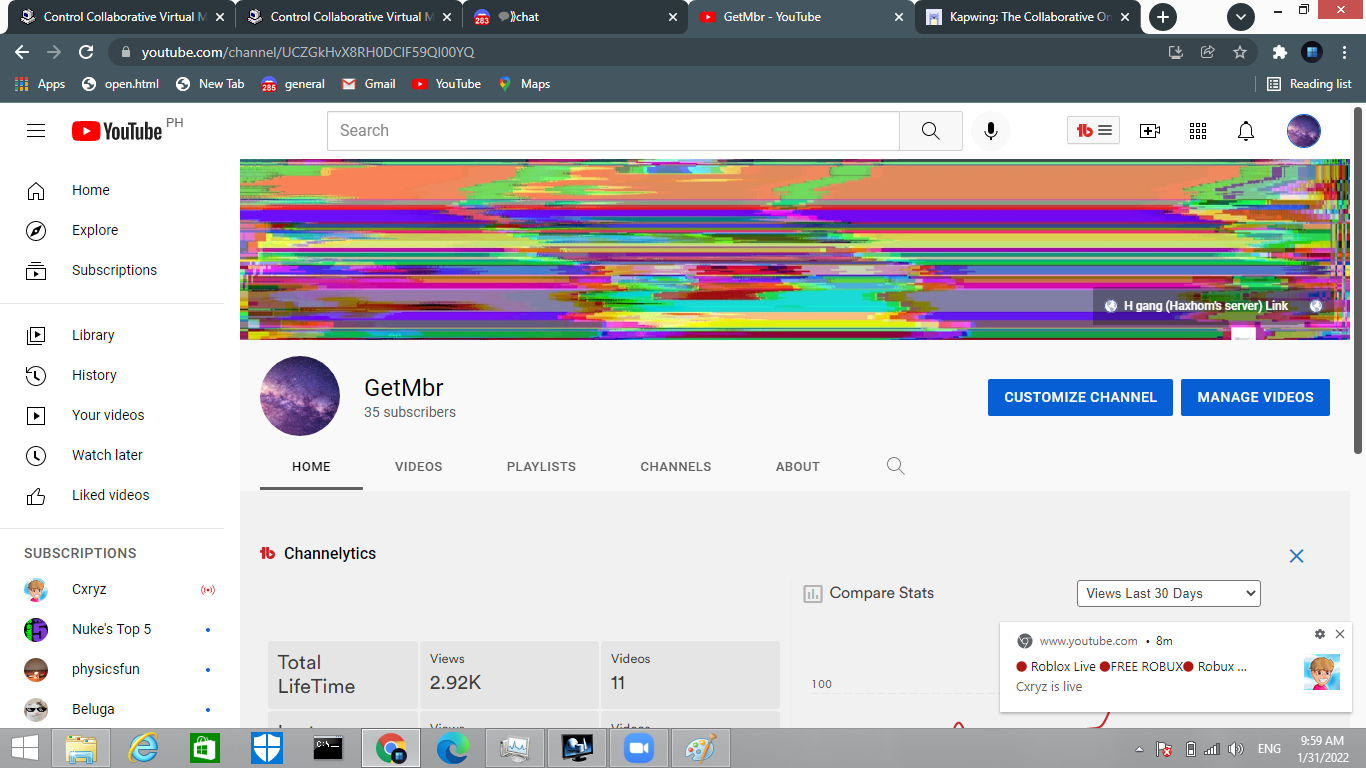 Control Collaborative Virtual M
Control Collaborative Virtual M
283 chat
GetMbr - YouTube
Kapwing: The Collaborative On
youtube.com/channel/UCZGkHvX8RH0DCIF59QI00YQ
Apps
open.html
New Tab
285 general
Gmail
YouTube
Maps
Reading list
YouTube PH
Search
Home
Explore
Subscriptions
Library
History
Your videos
Watch later
Liked videos
SUBSCRIPTIONS
Cxryz
Nuke's Top 5
physicsfun
Beluga
H gang (Haxhom's server) Link
GetMbr
35 subscribers
CUSTOMIZE CHANNEL
MANAGE VIDEOS
HOME
VIDEOS
PLAYLISTS
CHANNELS
ABOUT
Channelytics
Total
LifeTime
Views
2.92K
Videos
11
Compare Stats
Views Last 30 Days
100
www.youtube.com • 8m
Roblox Live 🔴FREE ROBUX🔴 Robux ...
Cxryz is live
ENG
9:59 AM
1/31/2022